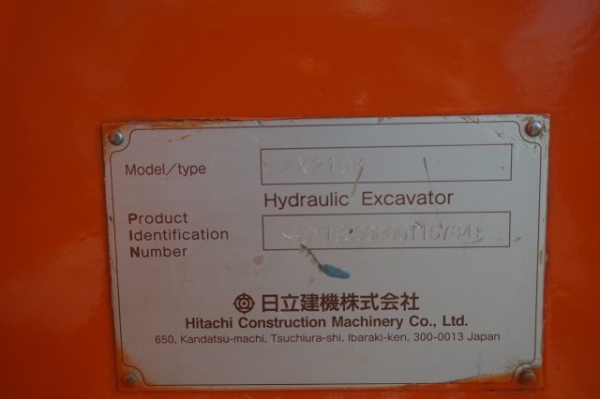 Model/type
Hydraulic Excavator
Product
Identification
Number
日立建機株式会社
Hitachi Construction Machinery Co., Ltd.
650, Kandatsu-machi, Tsuchiura-shi, Ibaraki-ken, 300-0013 Japan